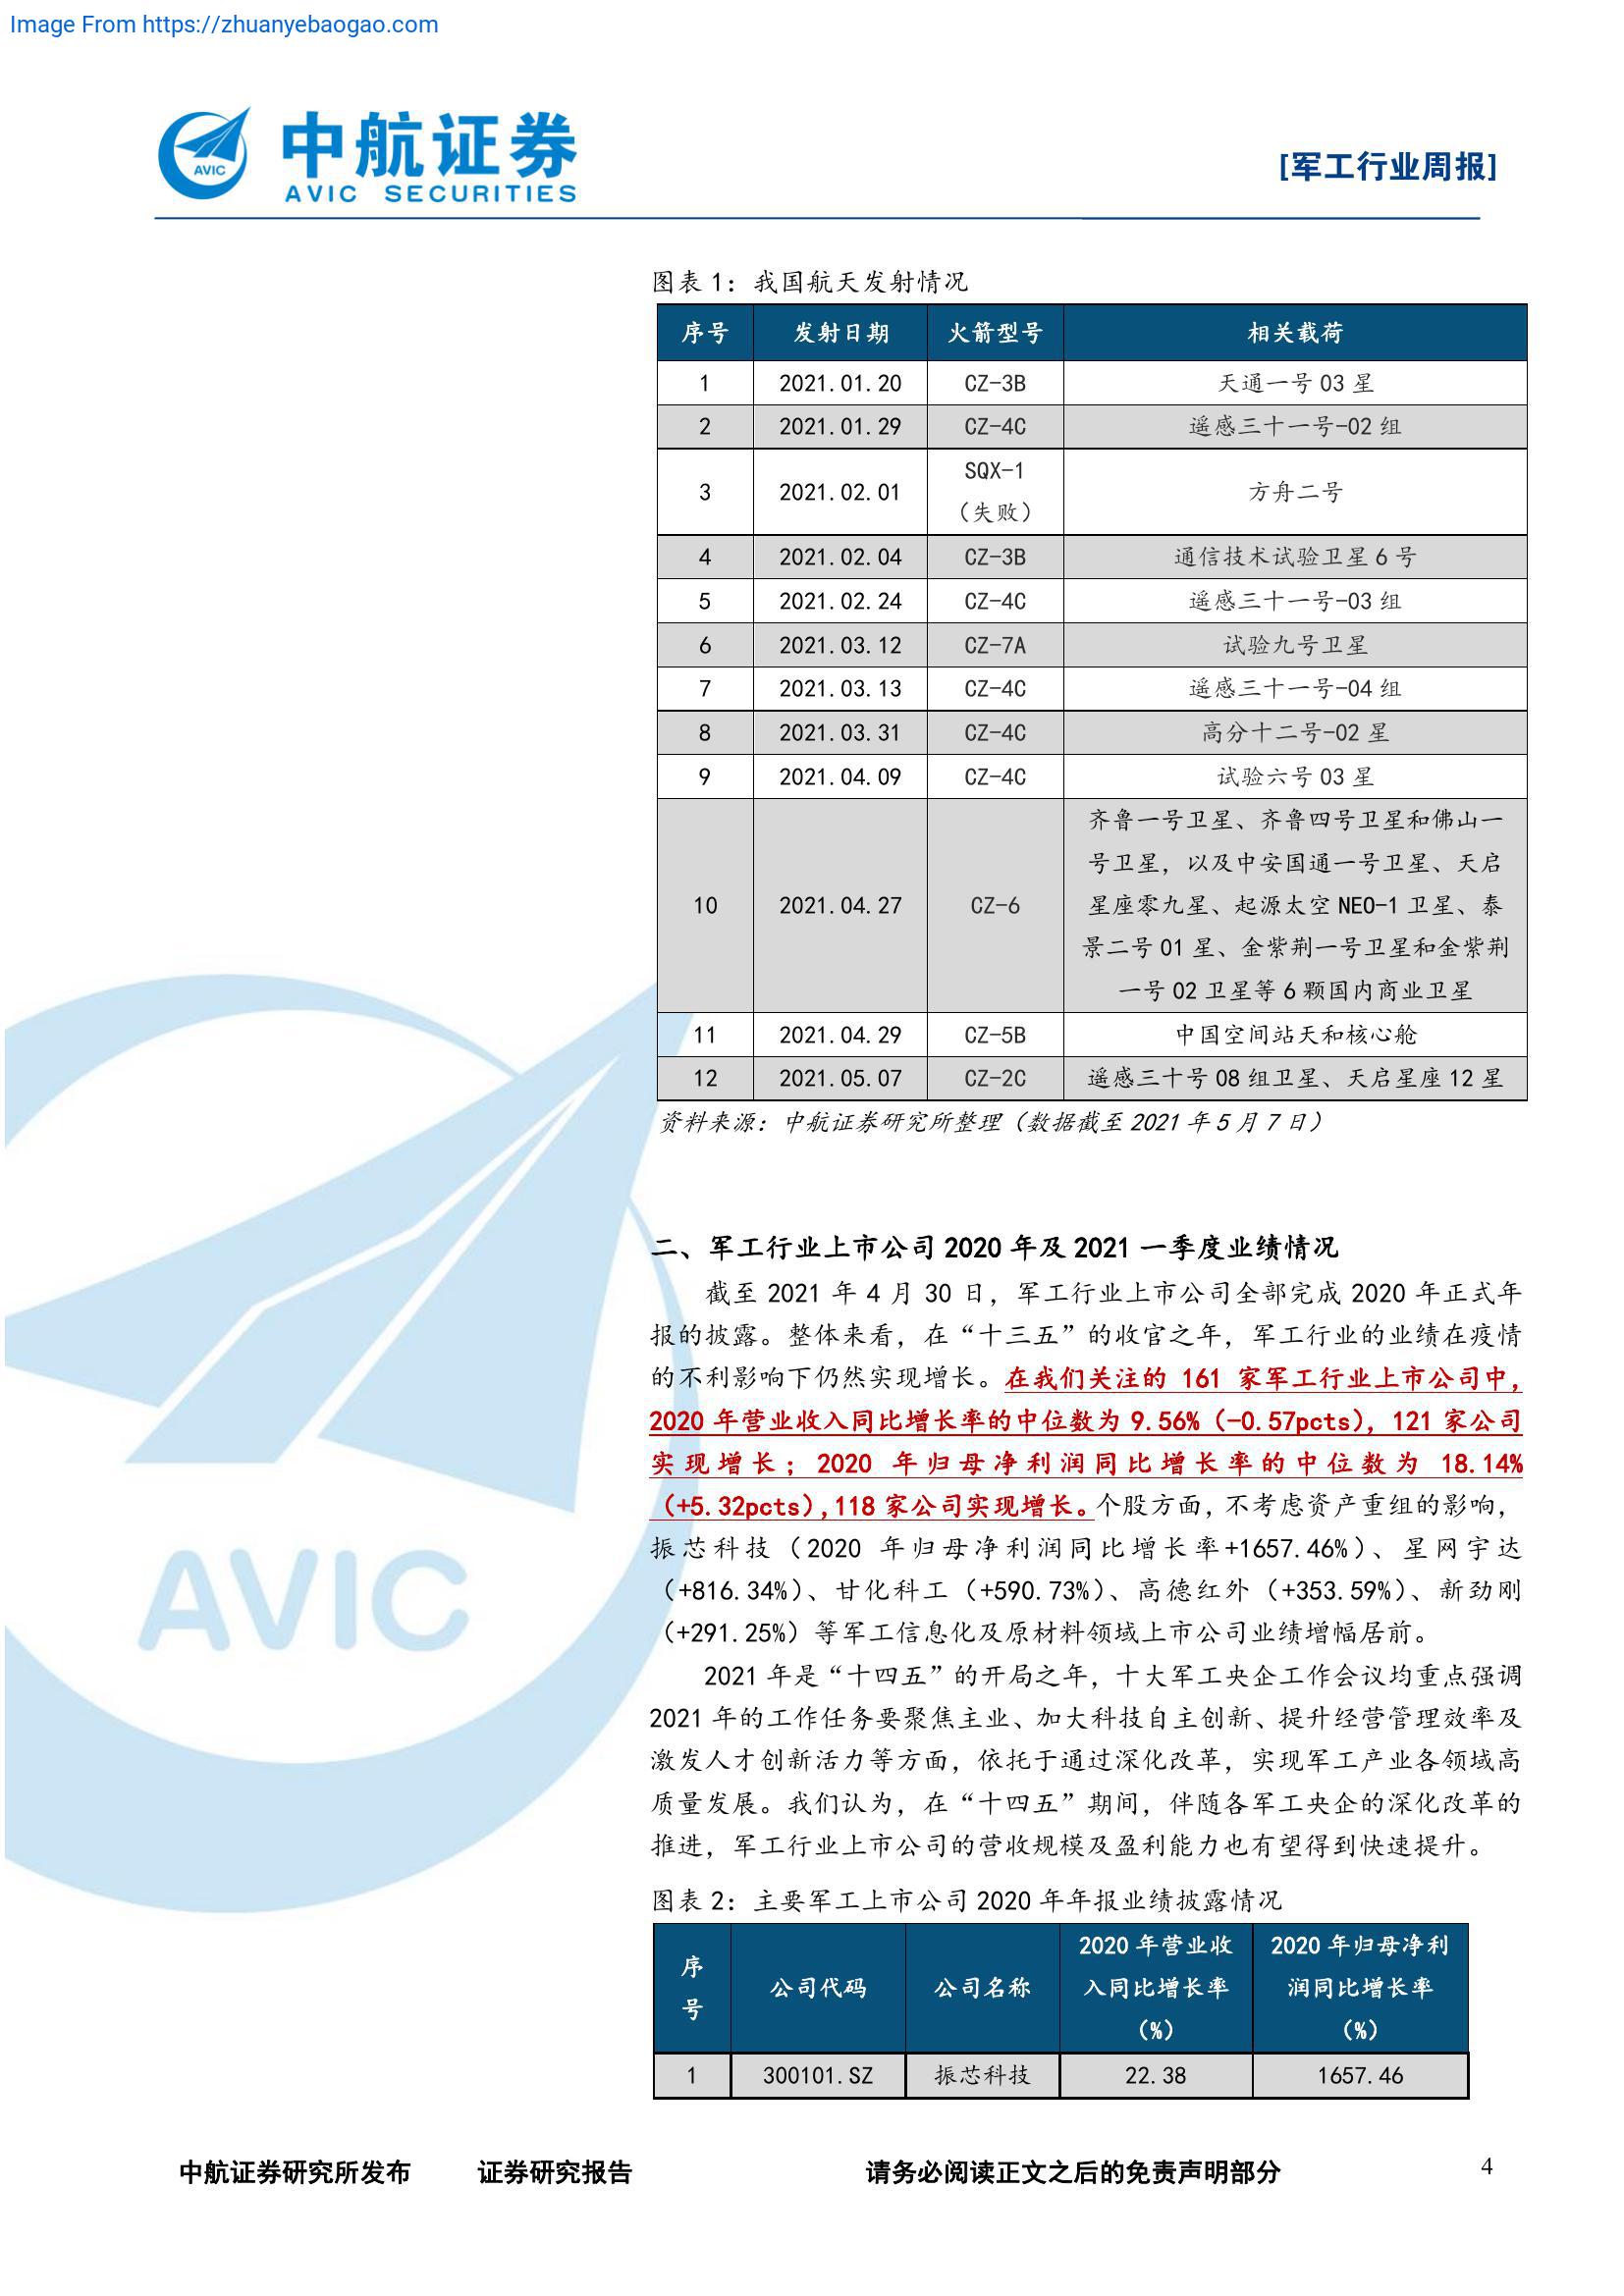 Image From https://zhuanyebaogao.com
中航证券
AVIC SECURITIES
AVIC
[军工行业周报]
图表 1：我国航天发射情况
序号 发射日期 火箭型号 相关载荷
1 2021.01.20 CZ-3B 天通一号 03 星
2 2021.01.29 CZ-4C 遥感三十一号-02 组
3 2021.02.01 SQX-1（失败） 方舟二号
4 2021.02.04 CZ-3B 通信技术试验卫星 6 号
5 2021.02.24 CZ-4C 遥感三十一号-03 组
6 2021.03.12 CZ-7A 试验九号卫星
7 2021.03.13 CZ-4C 遥感三十一号-04 组
8 2021.03.31 CZ-4C 高分十二号-02 星
9 2021.04.09 CZ-4C 试验六号 03 星
10 2021.04.27 CZ-6 齐鲁一号卫星、齐鲁四号卫星和佛山一
号卫星，以及中安国通一号卫星、天启
星座零九星、起源太空 NEO-1 卫星、泰
景二号 01 星、金紫荆一号卫星和金紫荆
一号 02 卫星等 6 颗国内商业卫星
11 2021.04.29 CZ-5B 中国空间站天和核心舱
12 2021.05.07 CZ-2C 遥感三十号 08 组卫星、天启星座 12 星
资料来源：中航证券研究所整理（数据截至 2021 年 5 月 7 日）
二、军工行业上市公司 2020 年及 2021 一季度业绩情况
截至 2021 年 4 月 30 日，军工行业上市公司全部完成 2020 年正式年
报的披露。整体来看，在“十三五”的收官之年，军工行业的业绩在疫情
的不利影响下仍然实现增长。在我们关注的 161 家军工行业上市公司中，
2020 年营业收入同比增长率的中位数为 9.56%（-0.57pcts），121 家公司
实现增长；2020 年归母净利润同比增长率的中位数为 18.14%
（+5.32pcts），118 家公司实现增长。个股方面，不考虑资产重组的影响，
振芯科技（2020 年归母净利润同比增长率+1657.46%）、星网宇达
（+816.34%）、甘化科工（+590.73%）、高德红外（+353.59%）、新劲刚
（+291.25%）等军工信息化及原材料领域上市公司业绩增幅居前。
2021 年是“十四五”的开局之年，十大军工央企工作会议均重点强调
2021 年的工作任务要聚焦主业、加大科技自主创新、提升经营管理效率及
激发人才创新活力等方面，依托于通过深化改革，实现军工产业各领域高
质量发展。我们认为，在“十四五”期间，伴随各军工央企的深化改革的
推进，军工行业上市公司的营收规模及盈利能力也有望得到快速提升。
图表 2：主要军工上市公司 2020 年年报业绩披露情况
序号 公司代码 公司名称 2020 年营业收入同比增长率（%） 2020 年归母净利润同比增长率（%）
1 300101.SZ 振芯科技 22.38 1657.46
AVIC
中航证券研究所发布 证券研究报告 请务必阅读正文之后的免责声明部分 4